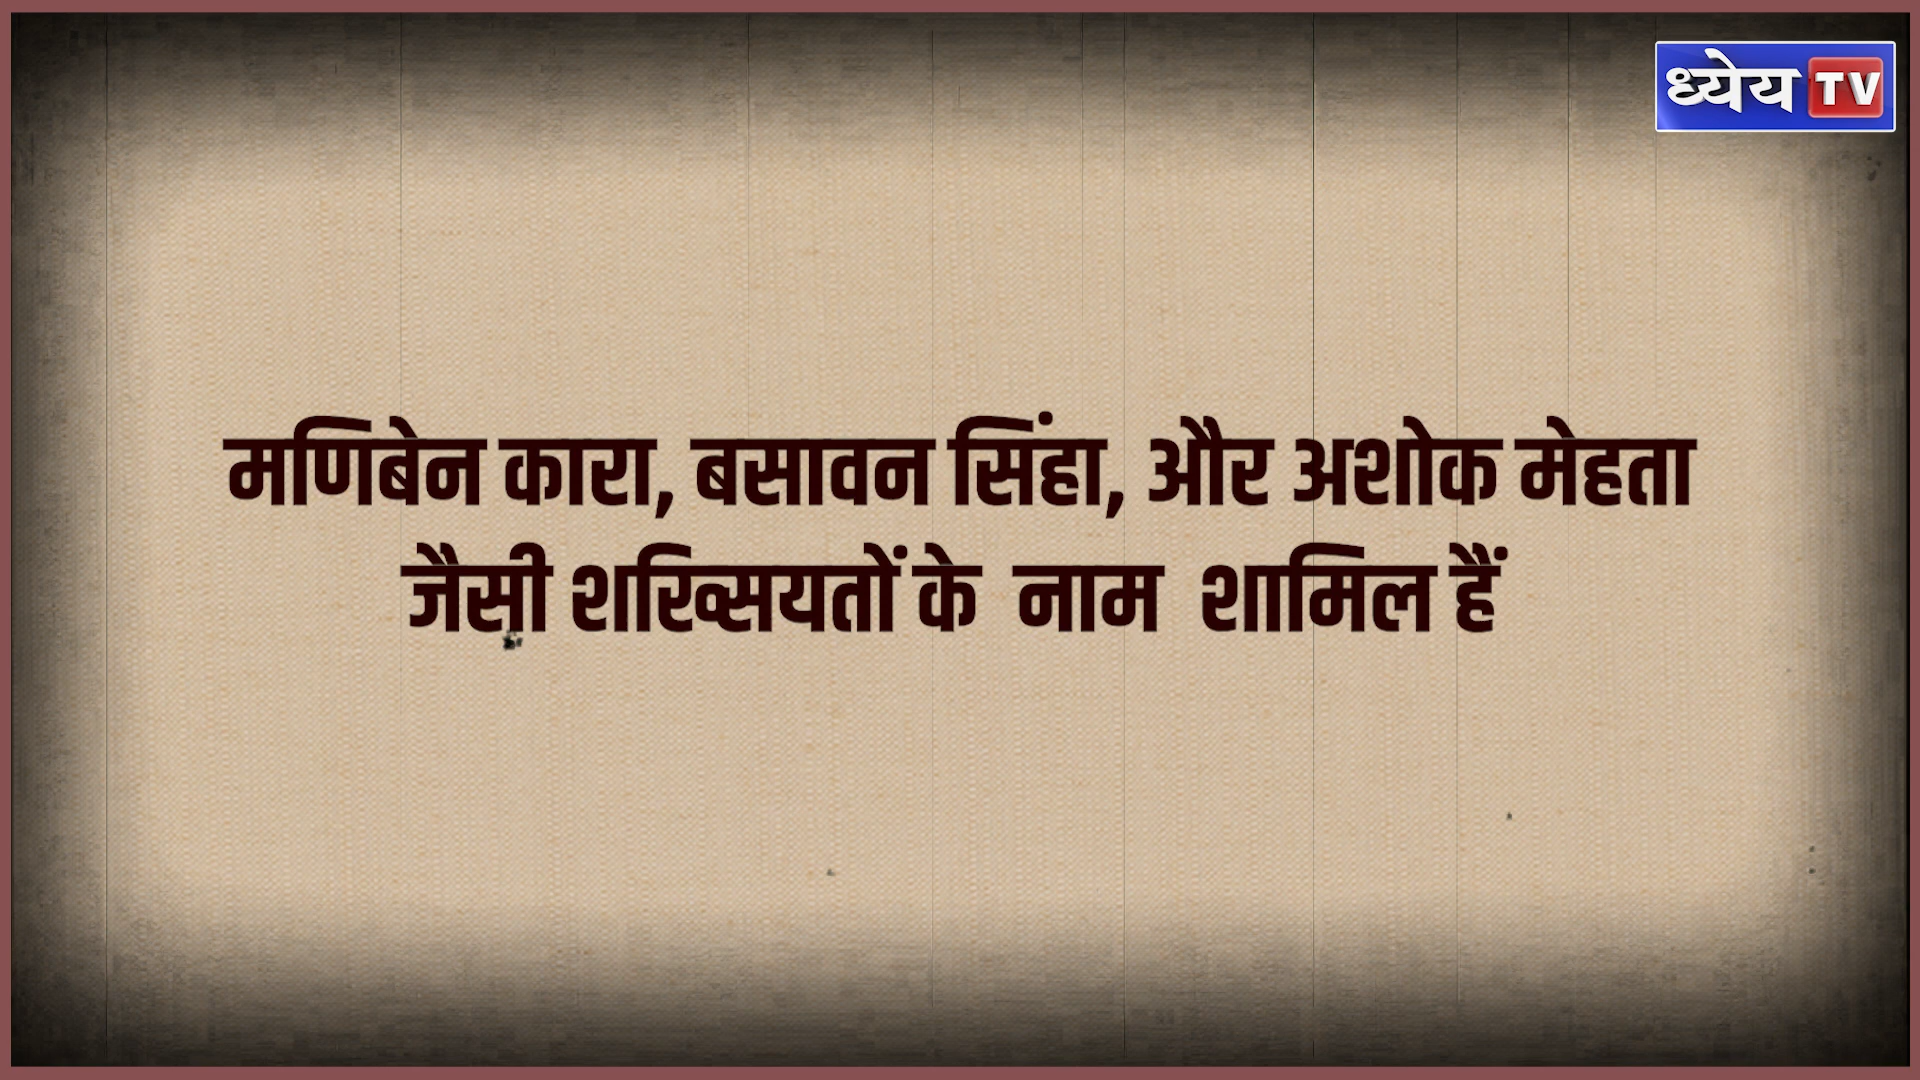 ध्येय TV
मणिबेन कारा, बसावन सिंहा, और अशोक मेहता
जैसी शख्सियतों के नाम शामिल हैं